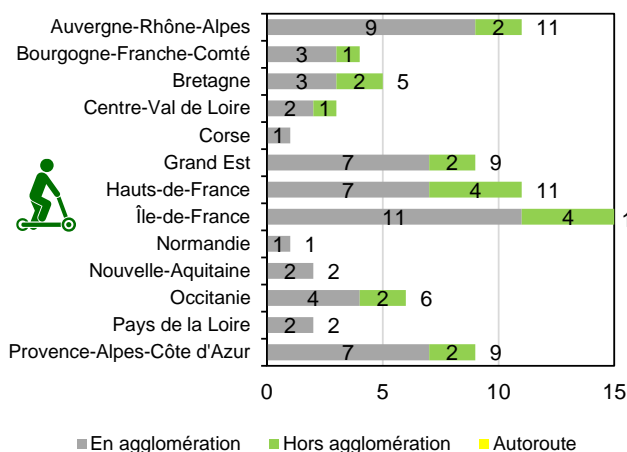 Auvergne-Rhône-Alpes 9 2 11
Bourgogne-Franche-Comté 3 1
Bretagne 3 2 5
Centre-Val de Loire 2 1
Corse 1
Grand Est 7 2 9
Hauts-de-France 7 4 11
Île-de-France 11 4 1
Normandie 1 1
Nouvelle-Aquitaine 2 2
Occitanie 4 2 6
Pays de la Loire 2 2
Provence-Alpes-Côte d'Azur 7 2 9
0 5 10 15
En agglomération Hors agglomération Autoroute